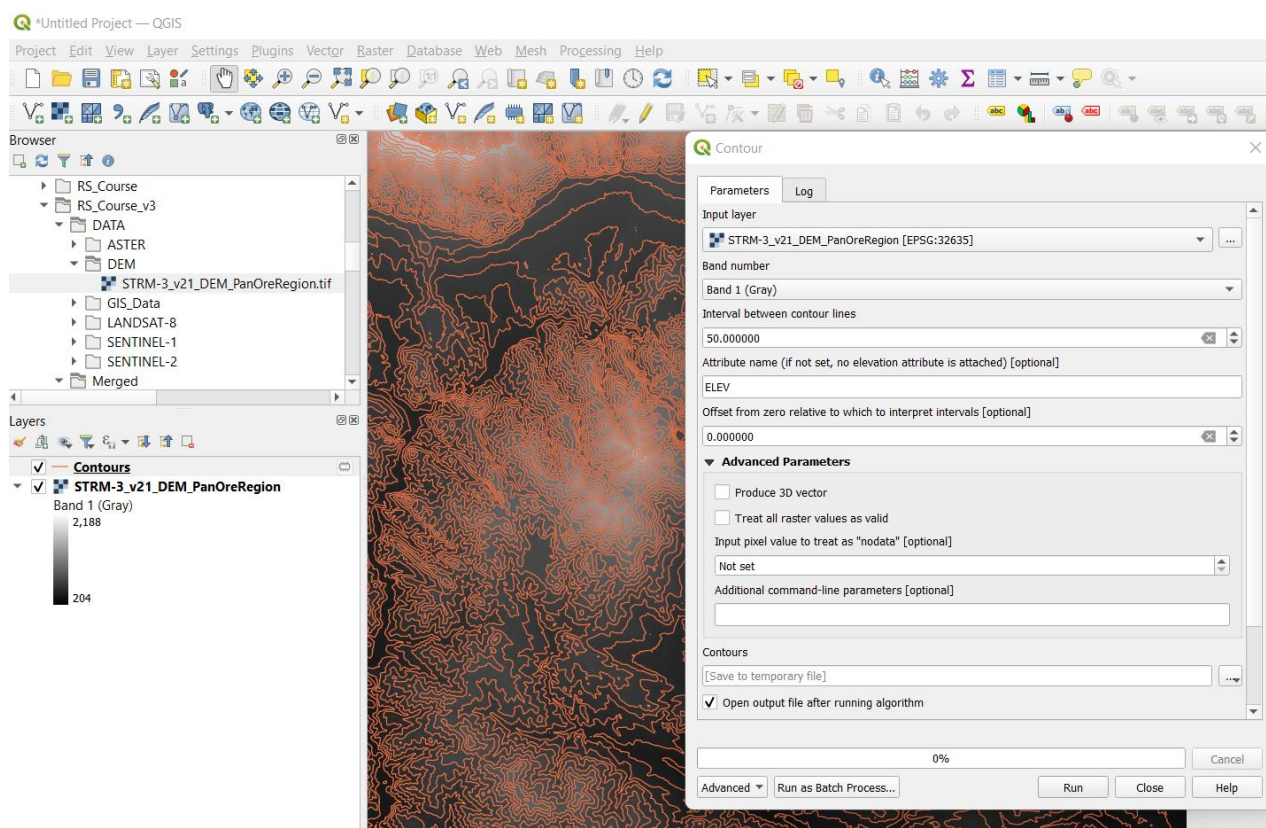 *Untitled Project — QGIS
Project Edit View Layer Settings Plugins Vector Raster Database Web Mesh Processing Help
Browser
RS_Course
RS_Course_v3
DATA
ASTER
DEM
STRM-3_v21_DEM_PanOreRegion.tif
GIS_Data
LANDSAT-8
SENTINEL-1
SENTINEL-2
Merged
Layers
Contours
STRM-3_v21_DEM_PanOreRegion
Band 1 (Gray)
2,188
204
Contour
Parameters Log
Input layer
STRM-3_v21_DEM_PanOreRegion [EPSG:32635]
...
Band number
Band 1 (Gray)
Interval between contour lines
50.000000
Attribute name (if not set, no elevation attribute is attached) [optional]
ELEV
Offset from zero relative to which to interpret intervals [optional]
0.000000
Advanced Parameters
Produce 3D vector
Treat all raster values as valid
Input pixel value to treat as "nodata" [optional]
Not set
Additional command-line parameters [optional]
Contours
[Save to temporary file]
...
Open output file after running algorithm
0%
Cancel
Advanced Run as Batch Process... Run Close Help